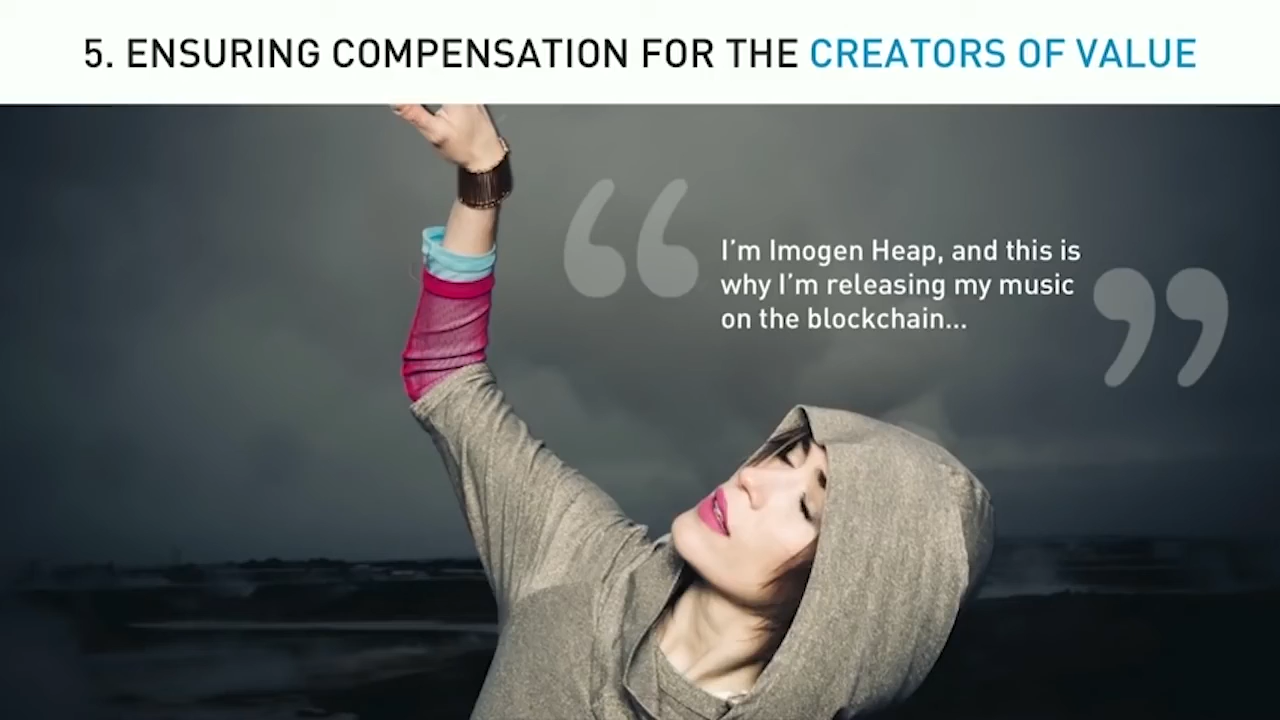 5. ENSURING COMPENSATION FOR THE CREATORS OF VALUE
“I’m Imogen Heap, and this is
why I’m releasing my music
on the blockchain...”